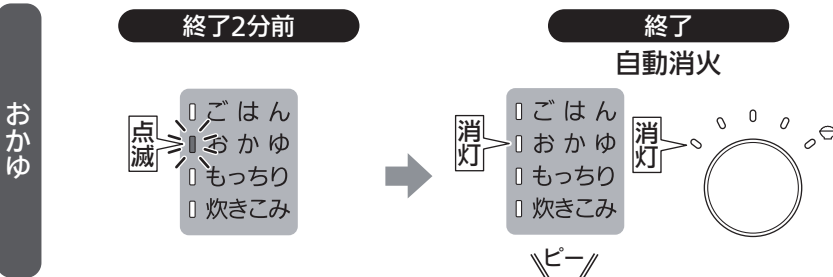 おかゆ
終了2分前
点滅
ごはん
おかゆ
もっちり
炊きこみ
終了
自動消火
消灯
ごはん
おかゆ
もっちり
炊きこみ
消灯
ピー